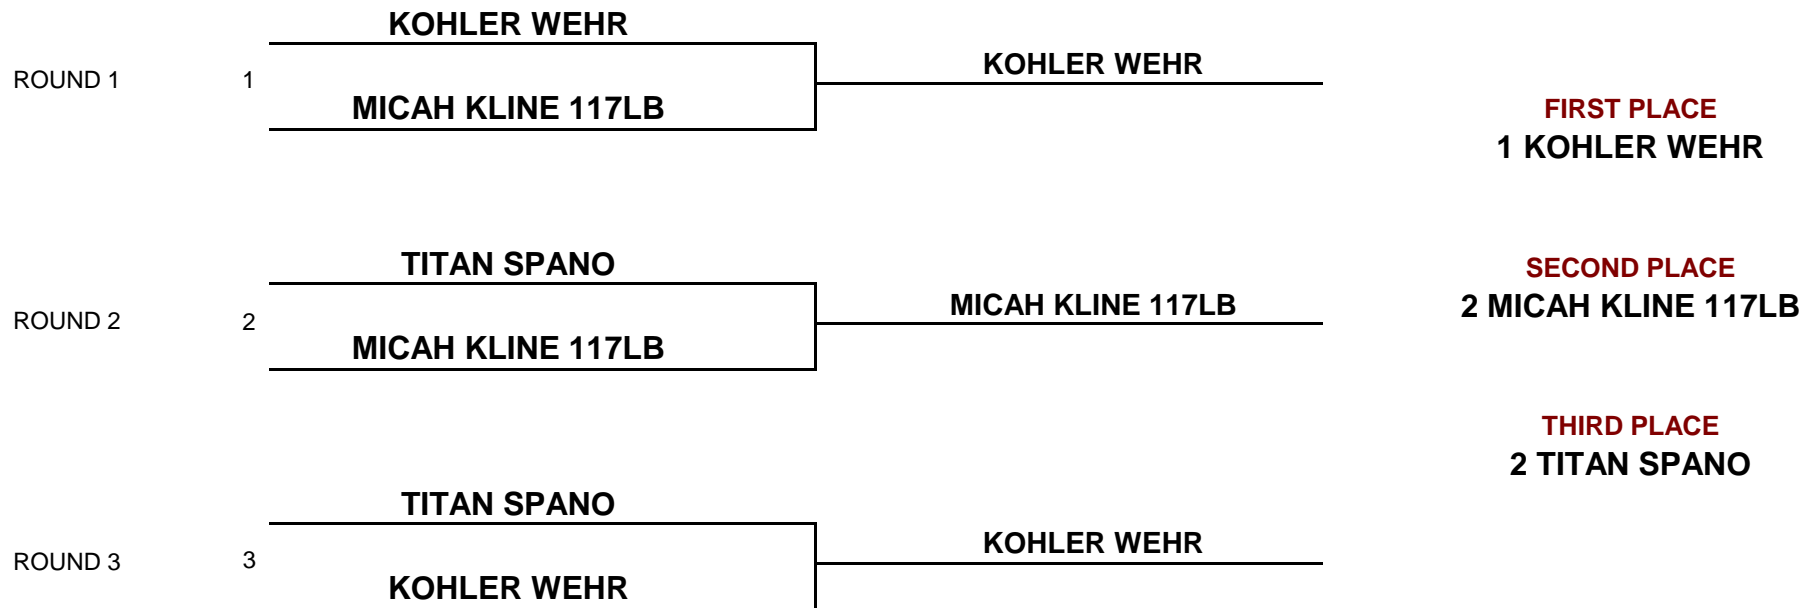 KOHLER WEHR
ROUND 1 1 KOHLER WEHR
MICAH KLINE 117LB
FIRST PLACE
1 KOHLER WEHR
TITAN SPANO
SECOND PLACE
ROUND 2 2 MICAH KLINE 117LB
2 MICAH KLINE 117LB
MICAH KLINE 117LB
THIRD PLACE
2 TITAN SPANO
TITAN SPANO
ROUND 3 3 KOHLER WEHR
KOHLER WEHR